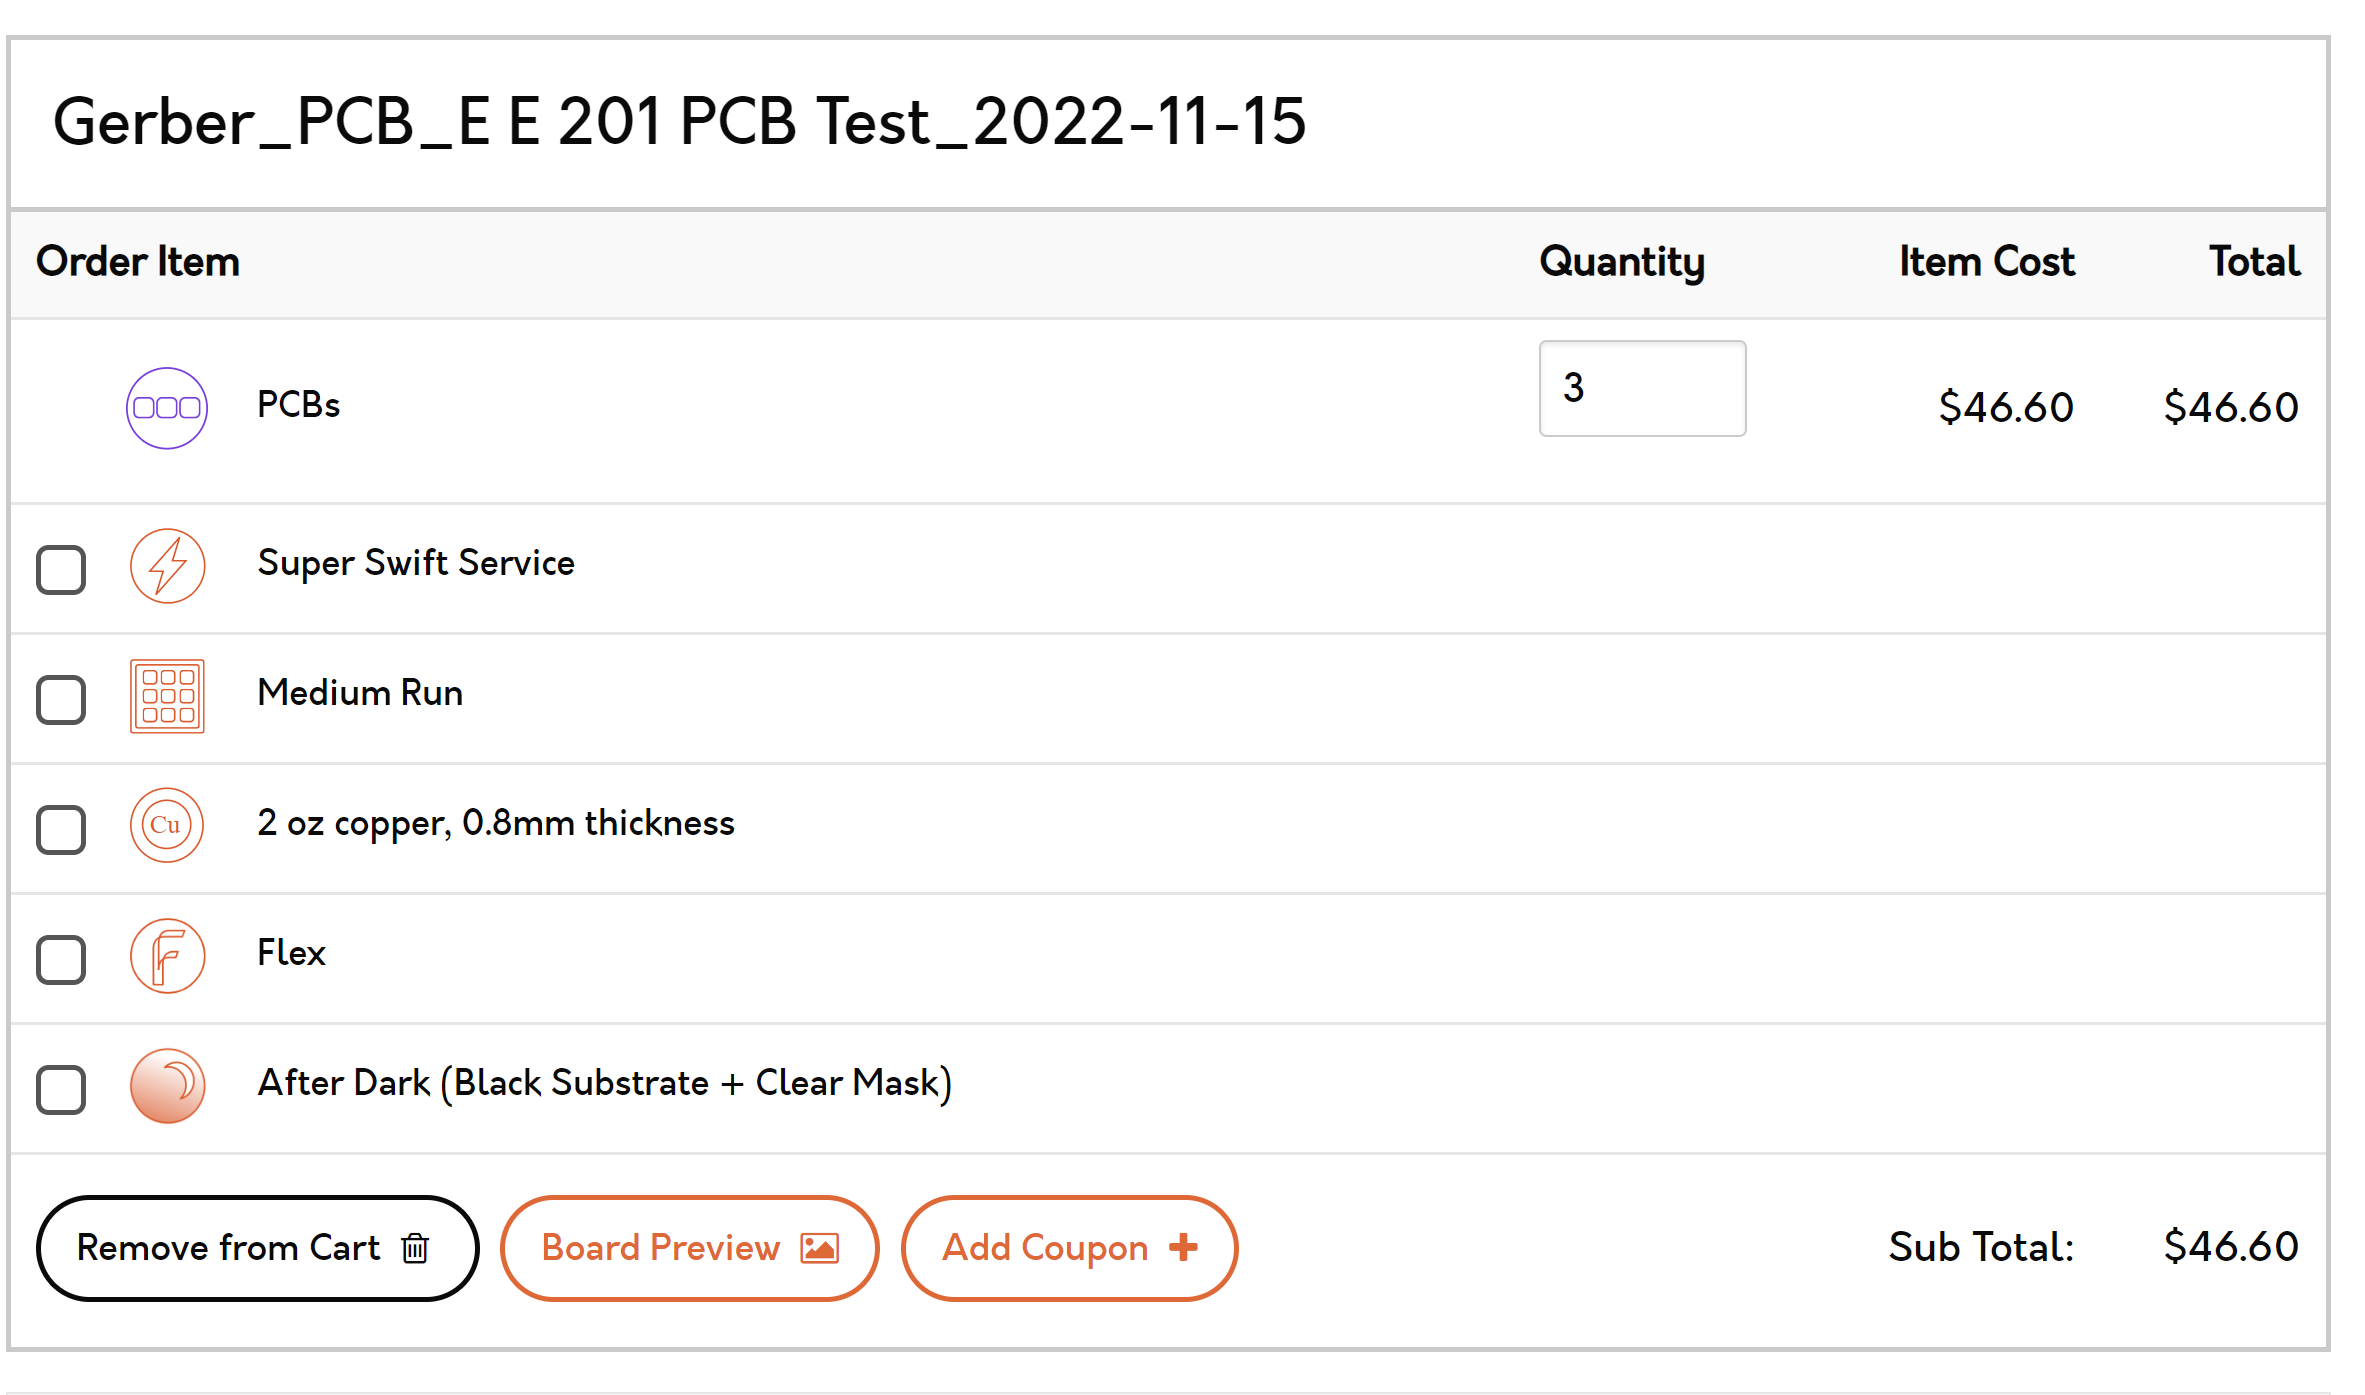 Gerber_PCB_E E 201 PCB Test_2022-11-15
Order Item Quantity Item Cost Total
PCBs 3 $46.60 $46.60
Super Swift Service
Medium Run
Cu 2 oz copper, 0.8mm thickness
Flex
After Dark (Black Substrate + Clear Mask)
Remove from Cart Board Preview Add Coupon Sub Total: $46.60